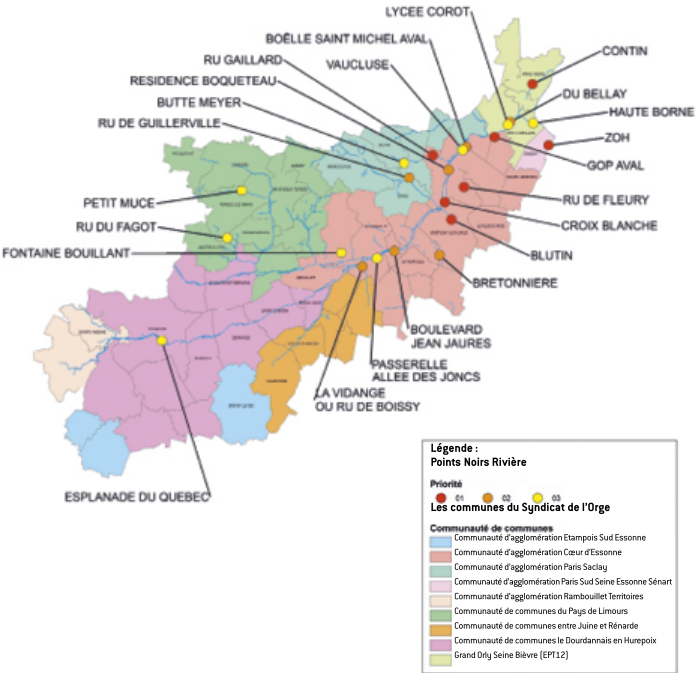 LYCEE COROT
BOËLLE SAINT MICHEL AVAL
CONTIN
RU GAILLARD
VAUCLUSE
RESIDENCE BOQUETEAU
DU BELLAY
BUTTE MEYER
HAUTE BORNE
RU DE GUILLERVILLE
ZOH
GOP AVAL
PETIT MUCE
RU DE FLEURY
RU DU FAGOT
CROIX BLANCHE
FONTAINE BOUILLANT
BLUTIN
BRETONNIERE
BOULEVARD
JEAN JAURES
PASSERELLE
ALLEE DES JONCS
LA VIDANGE
OU RU DE BOISSY
ESPLANADE DU QUEBEC
Légende :
Points Noirs Rivière
Priorité
01 02 03
Les communes du Syndicat de l'Orge
Communauté de communes
Communauté d'agglomération Etampois Sud Essonne
Communauté d'agglomération Cœur d'Essonne
Communauté d'agglomération Paris Saclay
Communauté d'agglomération Paris Sud Seine Essonne Sénart
Communauté d'agglomération Rambouillet Territoires
Communauté de communes du Pays de Limours
Communauté de communes entre Juine et Rénarde
Communauté de communes le Dourdannais en Hurepoix
Grand Orly Seine Bièvre (EPT12)